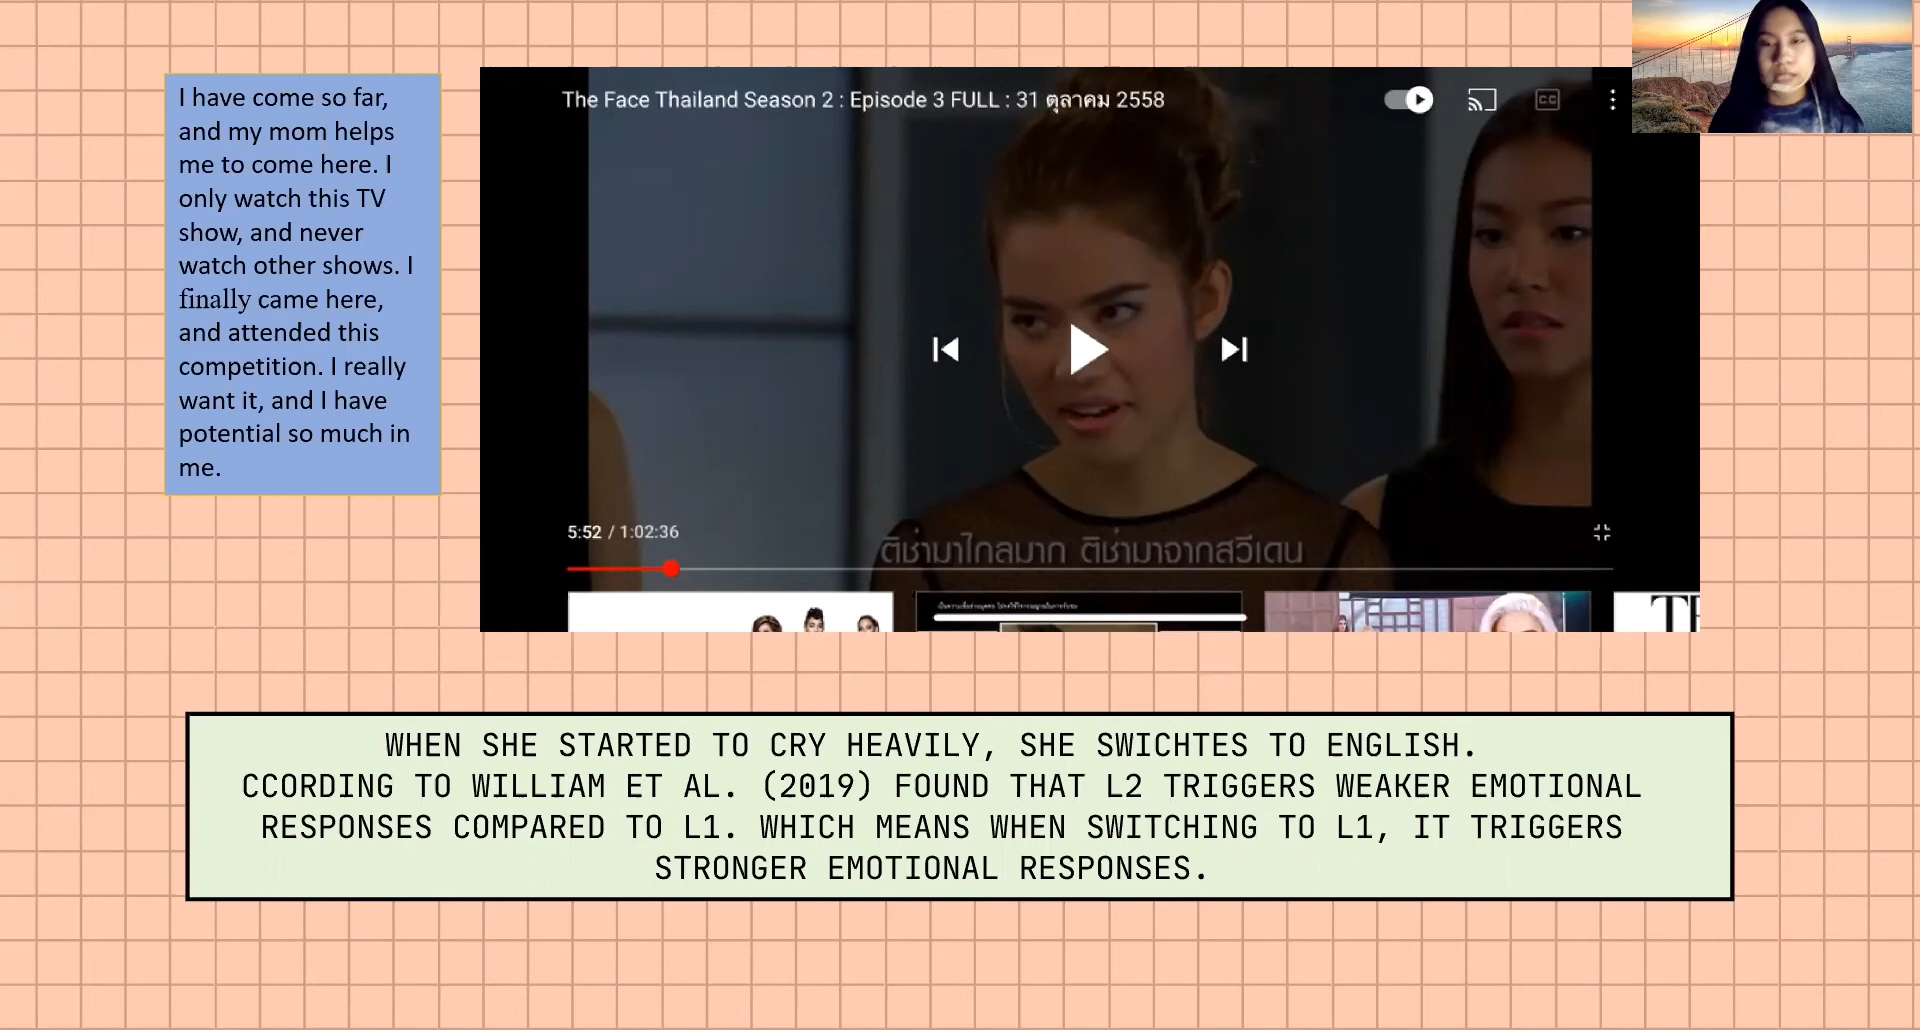 I have come so far,
and my mom helps
me to come here. I
only watch this TV
show, and never
watch other shows. I
finally came here,
and attended this
competition. I really
want it, and I have
potential so much in
me.
The Face Thailand Season 2 : Episode 3 FULL : 31 ตุลาคม 2558
CC
5:52 / 1:02:36
ติช่ามาไกลมาก ติช่ามาจากสวีเดน
WHEN SHE STARTED TO CRY HEAVILY, SHE SWICHTES TO ENGLISH.
CCORDING TO WILLIAM ET AL. (2019) FOUND THAT L2 TRIGGERS WEAKER EMOTIONAL
RESPONSES COMPARED TO L1. WHICH MEANS WHEN SWITCHING TO L1, IT TRIGGERS
STRONGER EMOTIONAL RESPONSES.